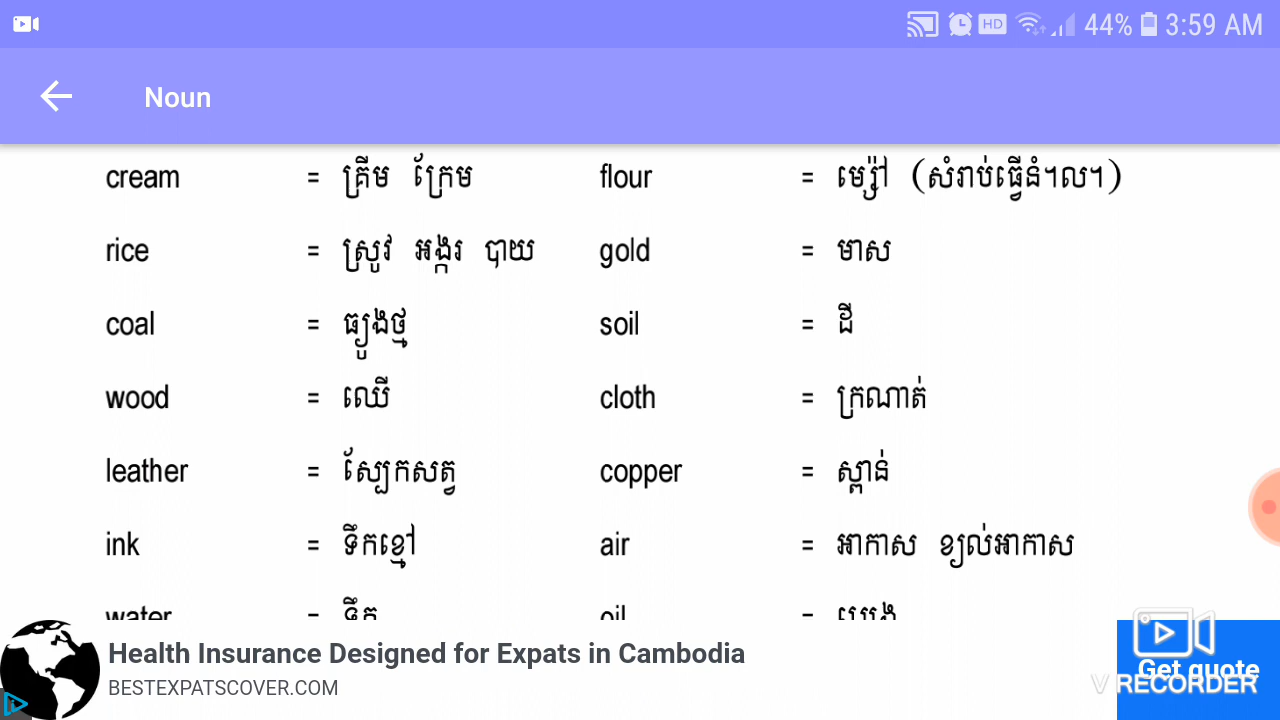 44% 3:59 AM
Noun
cream = គ្រីម ក្រែម flour = ម្ស៉ៅ (សំរាប់ធ្វើនំ។ល។)
rice = ស្រូវ អង្ករ បាយ gold = មាស
coal = ធ្យូងថ្ម soil = ដី
wood = ឈើ cloth = ក្រណាត់
leather = ស្បែកសត្វ copper = ស្ពាន់
ink = ទឹកខ្មៅ air = អាកាស ខ្យល់អាកាស
water = ទឹក oil =
Health Insurance Designed for Expats in Cambodia
BESTEXPATSCOVER.COM
Get quote
V RECORDER